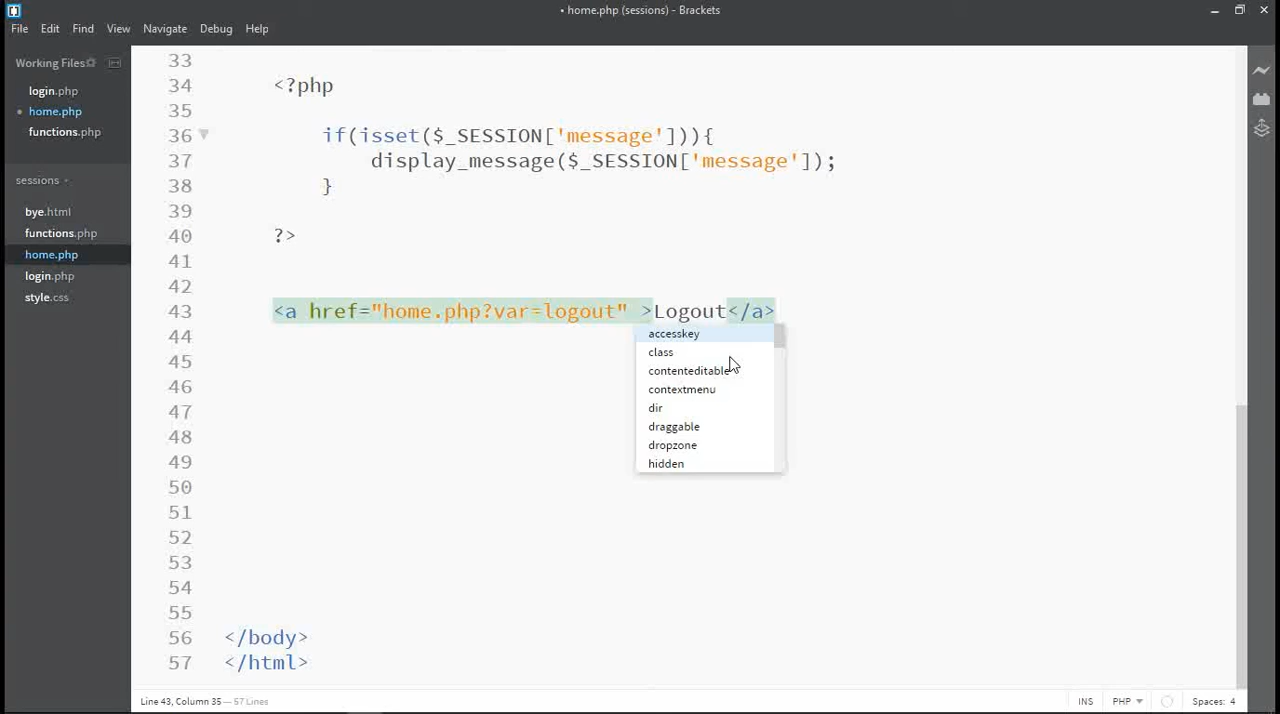 • home.php (sessions) - Brackets
File Edit Find View Navigate Debug Help
Working Files
login.php
home.php
functions.php
sessions
bye.html
functions.php
home.php
login.php
style.css
33
34 <?php
35
36 if(isset($_SESSION['message'])){
37 display_message($_SESSION['message']);
38 }
39
40 ?>
41
42
43 <a href="home.php?var=logout" >Logout</a>
accesskey
class
contenteditable
contextmenu
dir
draggable
dropzone
hidden
44
45
46
47
48
49
50
51
52
53
54
55
56 </body>
57 </html>
Line 43, Column 35 — 57 Lines
INS PHP Spaces: 4